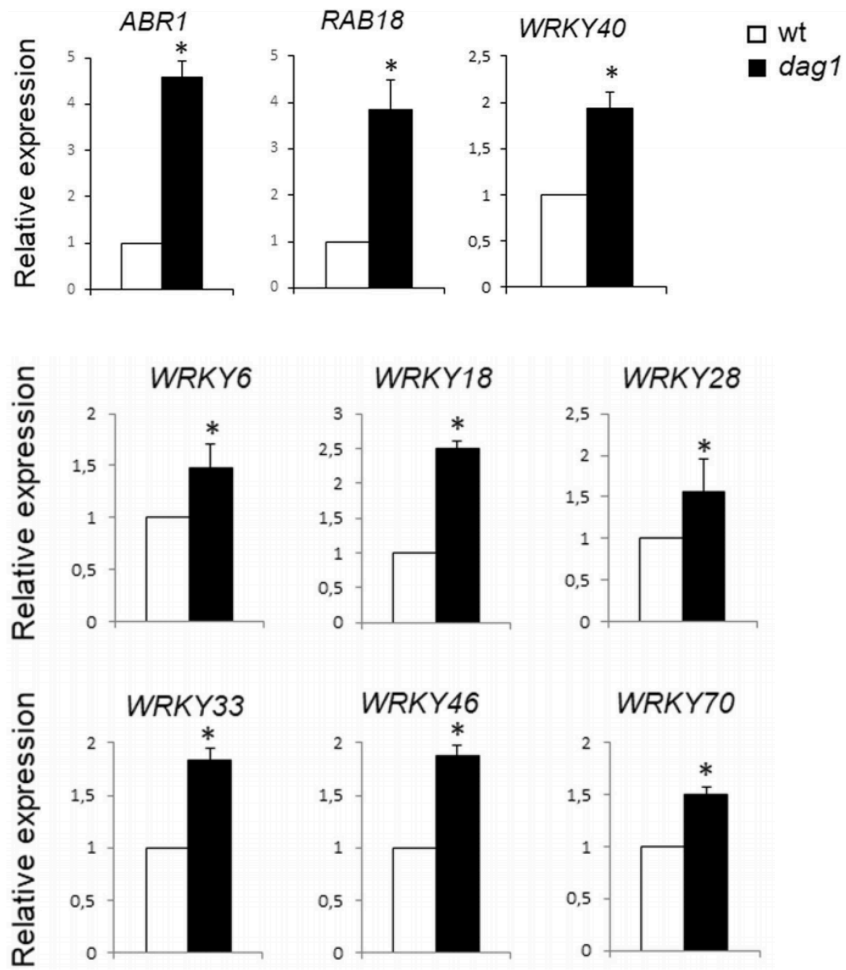 ABR1 RAB18 WRKY40
wt
dag1
Relative expression
5 4 5 2 1 0
*
5 4 5 2 1 0
*
2,5 2 1,5 1 0,5 0
*
WRKY6 WRKY18 WRKY28
Relative expression
2 1,5 1 0,5 0
*
3 2,5 2 1,5 1 0,5 0
*
2,5 2 1,5 1 0,5 0
*
WRKY33 WRKY46 WRKY70
Relative expression
2 1,5 1 0,5 0
*
2 1,5 1 0,5 0
*
2 1,5 1 0,5 0
*